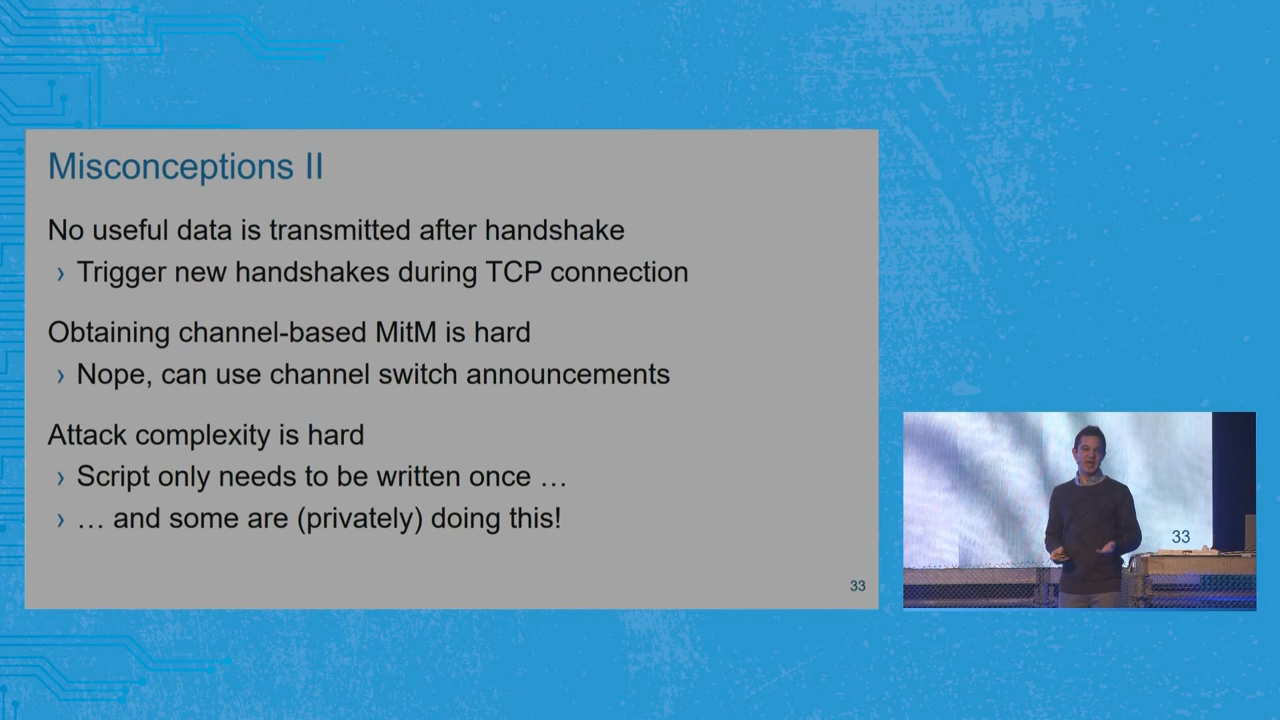 Misconceptions II
No useful data is transmitted after handshake
› Trigger new handshakes during TCP connection
Obtaining channel-based MitM is hard
› Nope, can use channel switch announcements
Attack complexity is hard
› Script only needs to be written once …
› … and some are (privately) doing this!
33
33